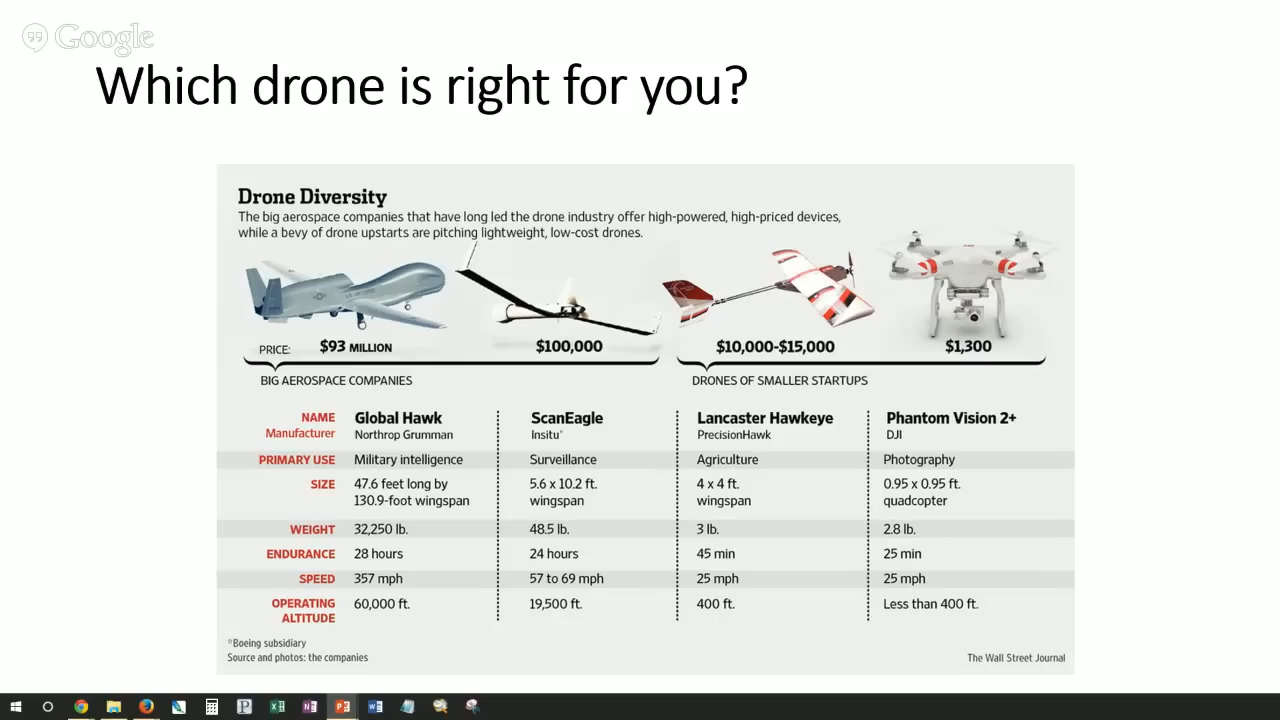 Google
Which drone is right for you?
Drone Diversity
The big aerospace companies that have long led the drone industry offer high-powered, high-priced devices,
while a bevy of drone upstarts are pitching lightweight, low-cost drones.
PRICE: $93 MILLION $100,000 $10,000-$15,000 $1,300
BIG AEROSPACE COMPANIES DRONES OF SMALLER STARTUPS
NAME Global Hawk ScanEagle Lancaster Hawkeye Phantom Vision 2+
Manufacturer Northrop Grumman Insitu* PrecisionHawk DJI
PRIMARY USE Military intelligence Surveillance Agriculture Photography
SIZE 47.6 feet long by 5.6 x 10.2 ft. 4 x 4 ft. 0.95 x 0.95 ft.
130.9-foot wingspan wingspan wingspan quadcopter
WEIGHT 32,250 lb. 48.5 lb. 3 lb. 2.8 lb.
ENDURANCE 28 hours 24 hours 45 min 25 min
SPEED 357 mph 57 to 69 mph 25 mph 25 mph
OPERATING 60,000 ft. 19,500 ft. 400 ft. Less than 400 ft.
ALTITUDE
*Boeing subsidiary
Source and photos: the companies The Wall Street Journal